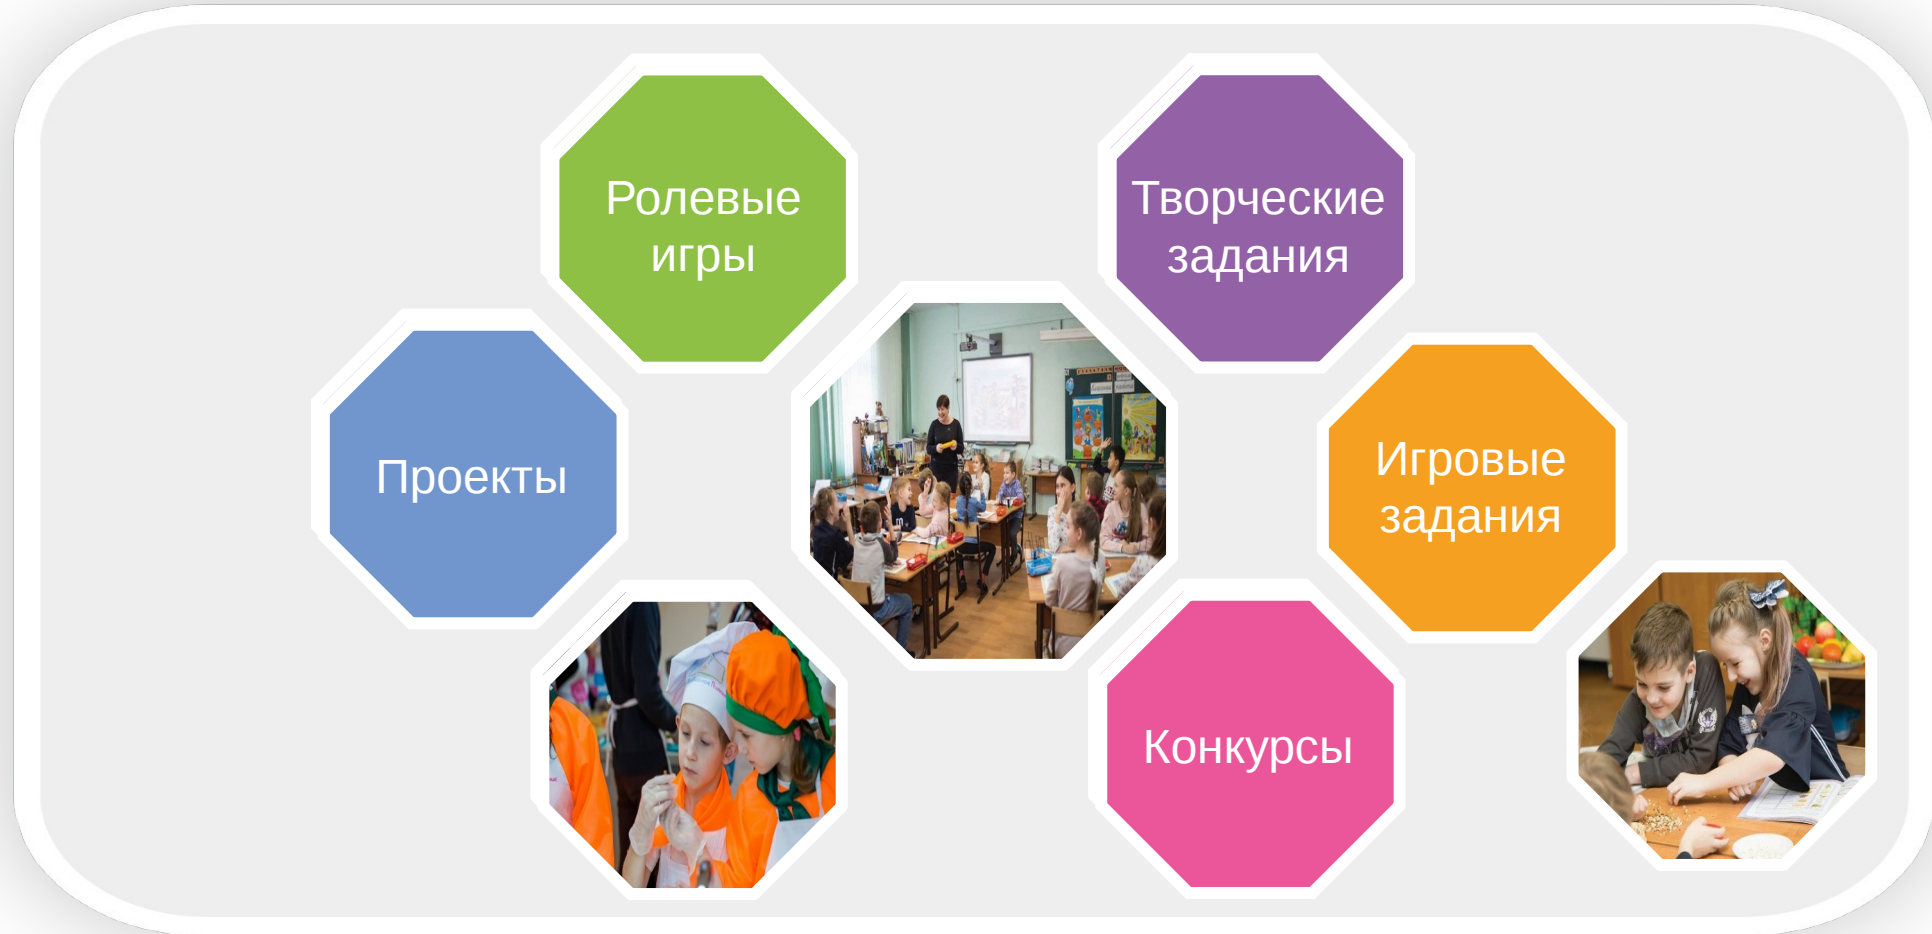 Ролевые
игры
Творческие
задания
Проекты
Игровые
задания
Конкурсы